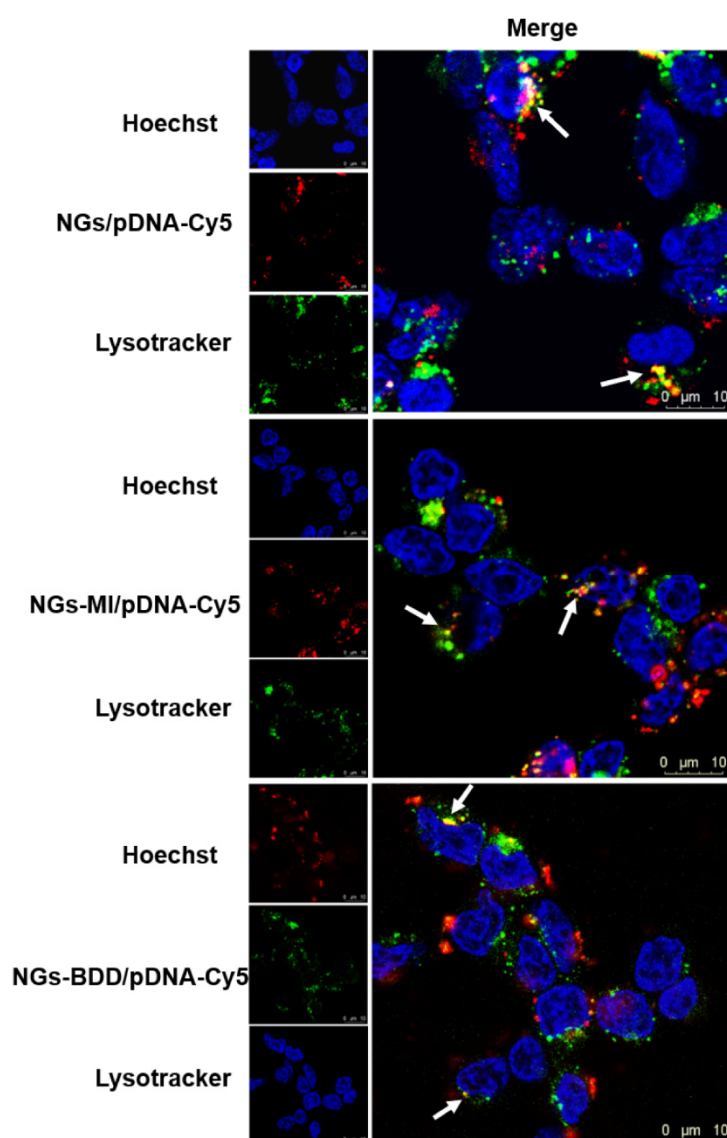 Merge
Hoechst
NGs/pDNA-Cy5
Lysotracker
0 µm 10
Hoechst
NGs-MI/pDNA-Cy5
Lysotracker
0 µm 10
Hoechst
NGs-BDD/pDNA-Cy5
Lysotracker
0 µm 10